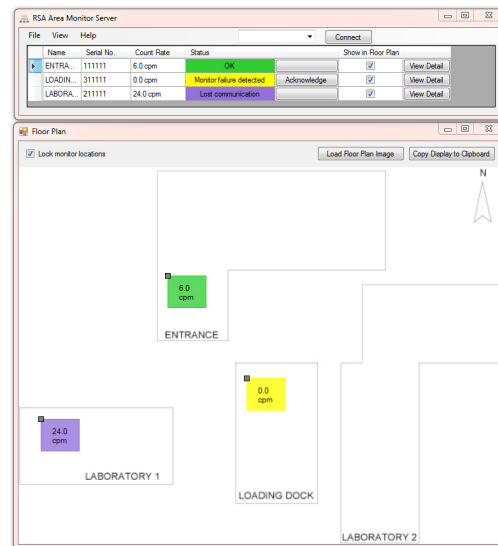 RSA Area Monitor Server
File View Help
Connect
Name Serial No. Count Rate Status Show in Floor Plan
ENTRA... 111111 6.0 cpm OK View Detail
LOADIN... 311111 0.0 cpm Monitor failure detected Acknowledge View Detail
LABORA... 211111 24.0 cpm Lost communication View Detail
Floor Plan
Lock monitor locations Load Floor Plan Image Copy Display to Clipboard
N
6.0
cpm
ENTRANCE
0.0
cpm
24.0
cpm
LABORATORY 1
LOADING DOCK
LABORATORY 2